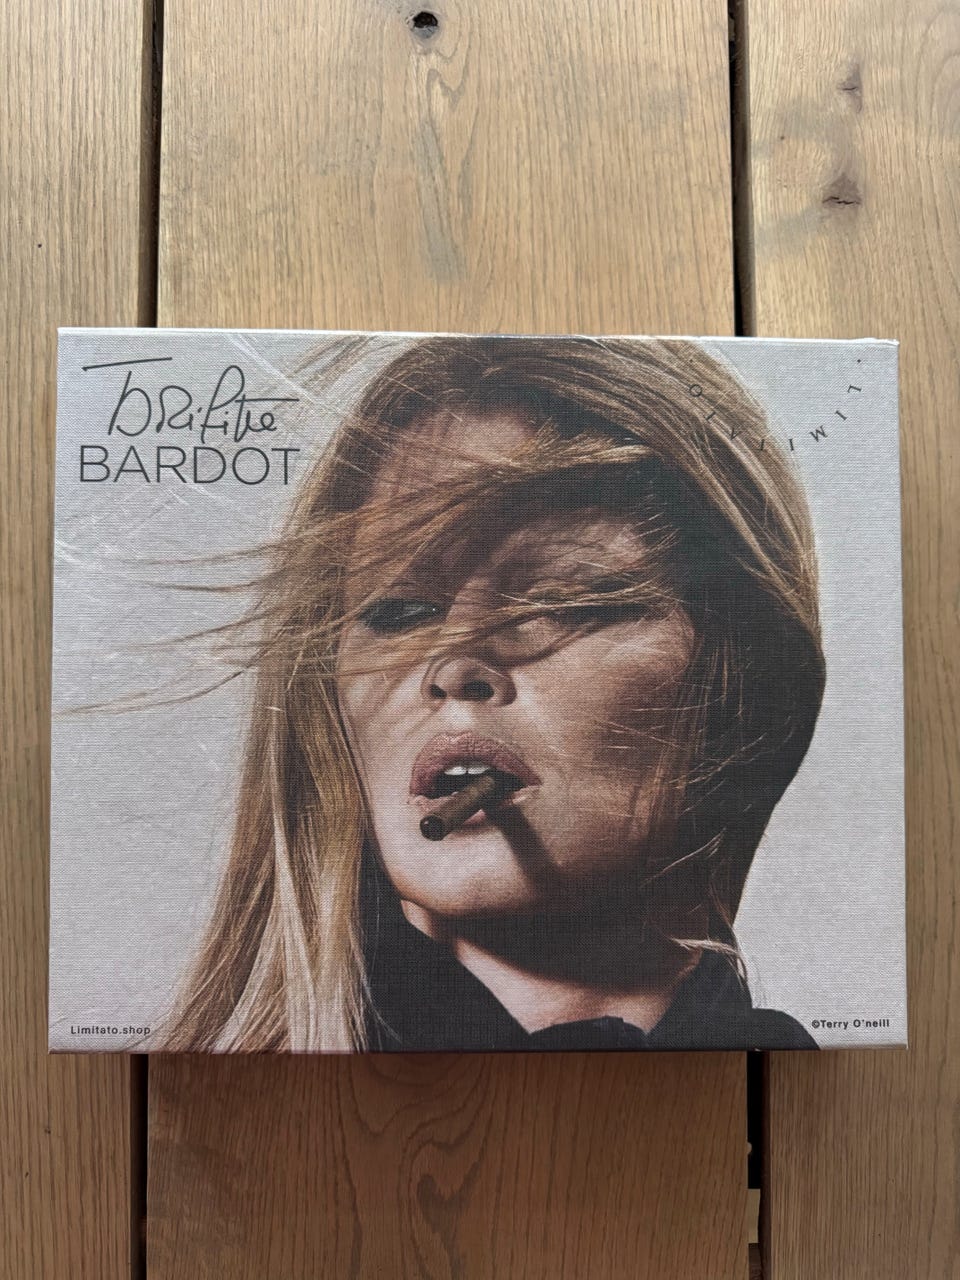 Brigitte
BARDOT
LIMITATO
Limitato.shop
©Terry O'neill